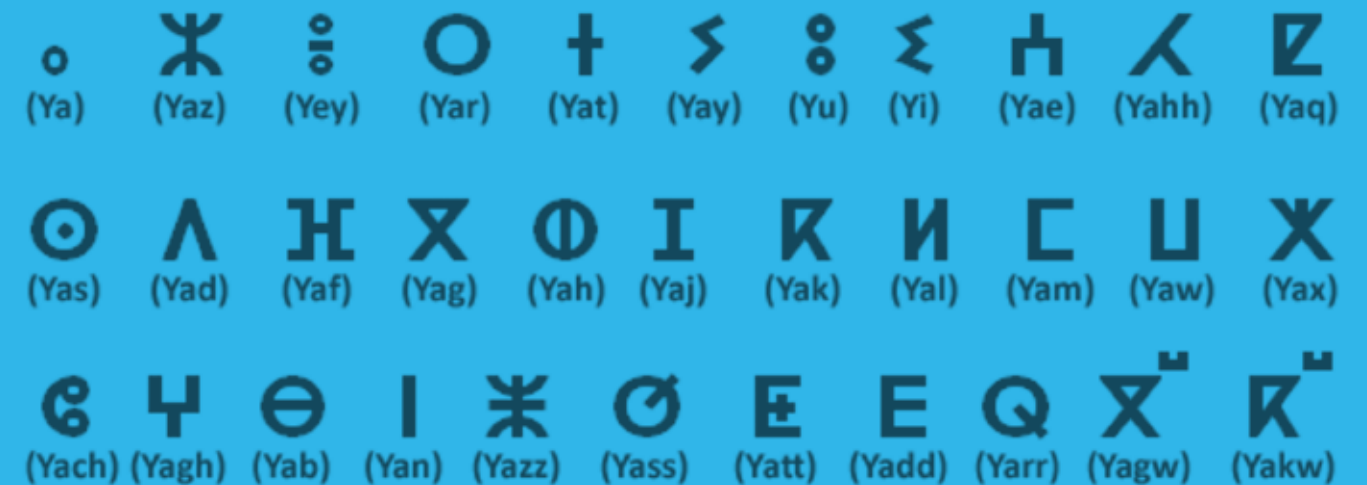 ⴰ ⵣ ⴻ ⵔ ⵜ ⵢ ⵓ ⵉ ⵄ ⵃ ⵇ
(Ya) (Yaz) (Yey) (Yar) (Yat) (Yay) (Yu) (Yi) (Yae) (Yahh) (Yaq)
ⵙ ⴷ ⴼ ⴳ ⵀ ⵊ ⴽ ⵍ ⵎ ⵡ ⵅ
(Yas) (Yad) (Yaf) (Yag) (Yah) (Yaj) (Yak) (Yal) (Yam) (Yaw) (Yax)
ⵛ ⵖ ⴱ ⵏ ⵥ ⵚ ⵟ ⴹ ⵕ ⴳⵯ ⴽⵯ
(Yach) (Yagh) (Yab) (Yan) (Yazz) (Yass) (Yatt) (Yadd) (Yarr) (Yagw) (Yakw)